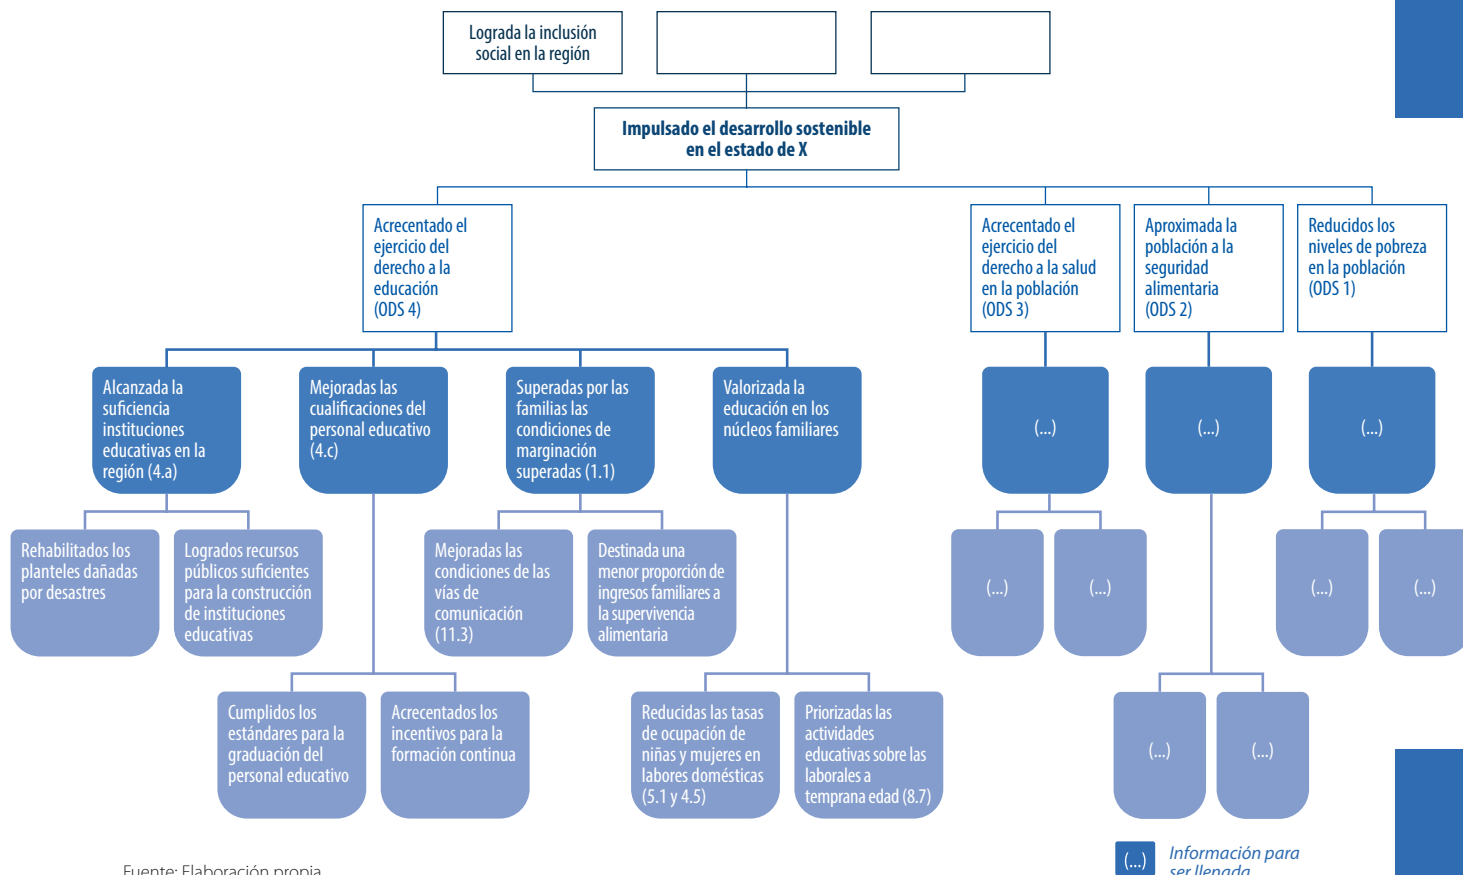 Lograda la inclusión
social en la región
Impulsado el desarrollo sostenible
en el estado de X
Acrecentado el
ejercicio del
derecho a la
educación
(ODS 4)
Acrecentado el
ejercicio del
derecho a la salud
en la población
(ODS 3)
Aproximada la
población a la
seguridad
alimentaria
(ODS 2)
Reducidos los
niveles de pobreza
en la población
(ODS 1)
Alcanzada la
suficiencia
instituciones
educativas en la
región (4.a)
Mejoradas las
cualificaciones del
personal educativo
(4.c)
Superadas por las
familias las
condiciones de
marginación
superadas (1.1)
Valorizada la
educación en los
núcleos familiares
(...)
(...)
(...)
Rehabilitados los
planteles dañadas
por desastres
Logrados recursos
públicos suficientes
para la construcción
de instituciones
educativas
Mejoradas las
condiciones de las
vías de
comunicación
(11.3)
Destinada una
menor proporción de
ingresos familiares a
la supervivencia
alimentaria
(...)
(...)
(...)
(...)
Cumplidos los
estándares para la
graduación del
personal educativo
Acrecentados los
incentivos para la
formación continua
Reducidas las tasas
de ocupación de
niñas y mujeres en
labores domésticas
(5.1 y 4.5)
Priorizadas las
actividades
educativas sobre las
laborales a
temprana edad (8.7)
(...)
(...)
Fuente: Elaboración propia
(...)
Información para
ser llenada